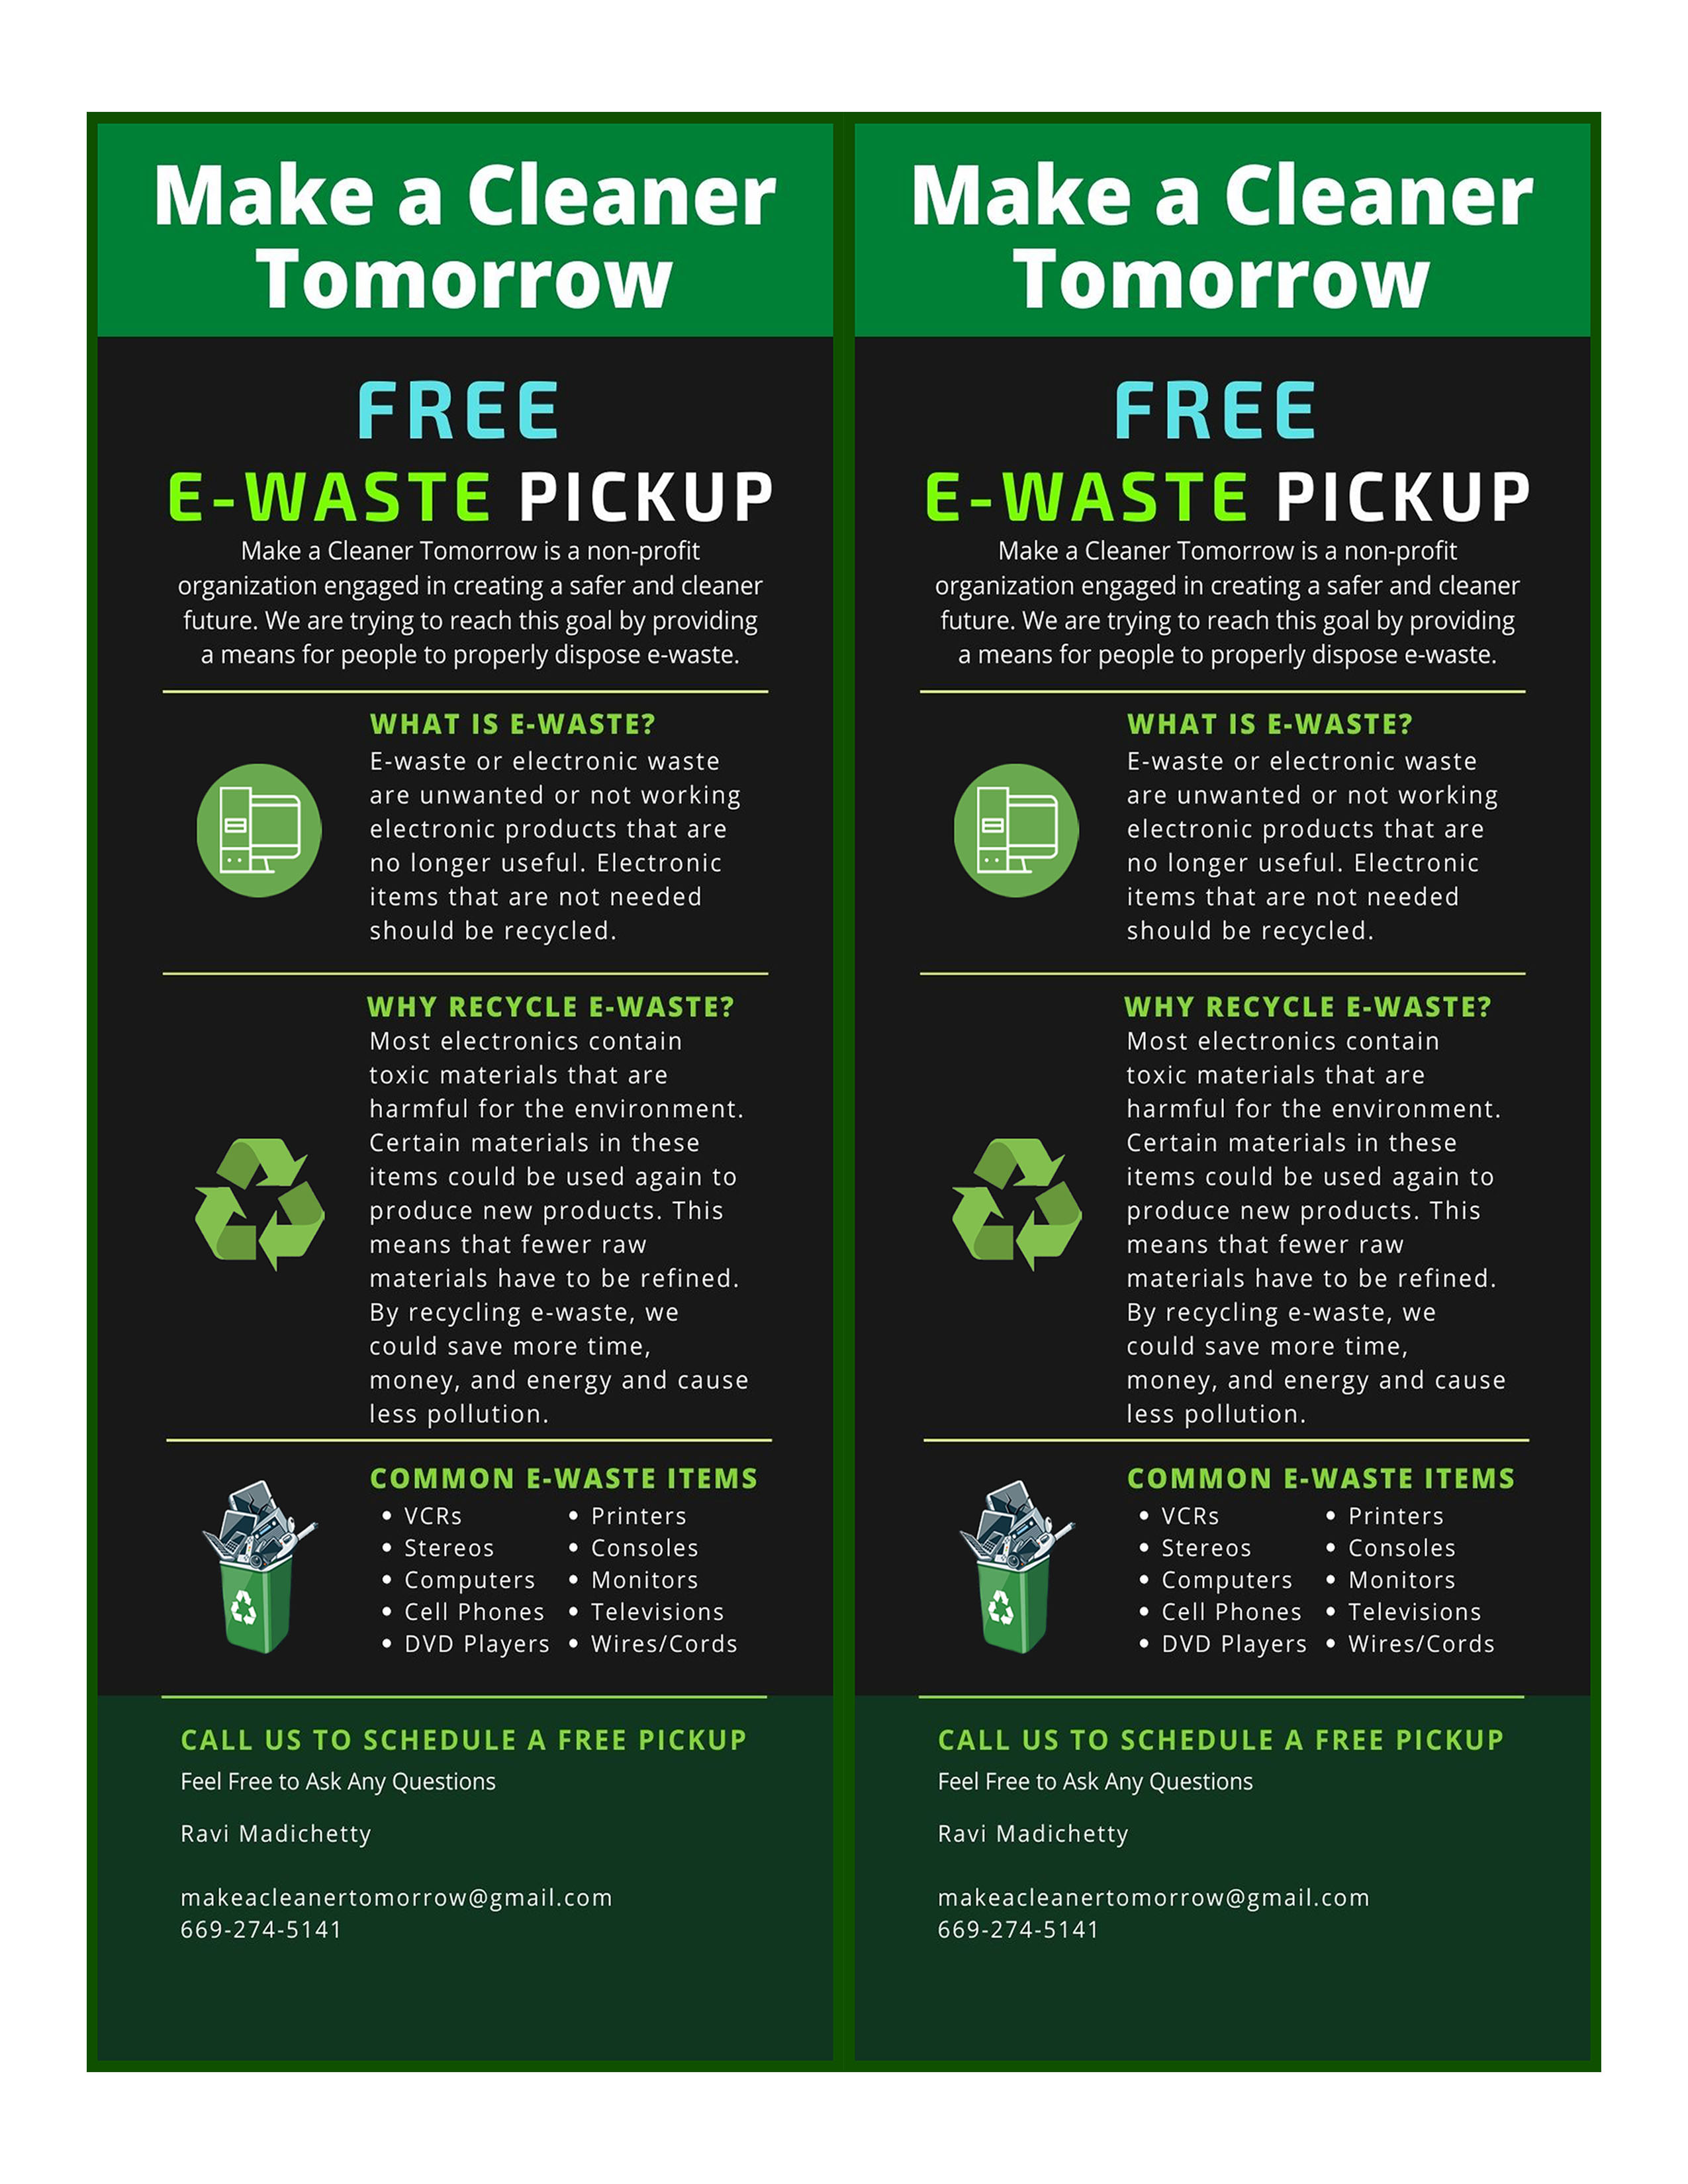 Make a Cleaner
Tomorrow
FREE
E-WASTE PICKUP
Make a Cleaner Tomorrow is a non-profit
organization engaged in creating a safer and cleaner
future. We are trying to reach this goal by providing
a means for people to properly dispose e-waste.
WHAT IS E-WASTE?
E-waste or electronic waste
are unwanted or not working
electronic products that are
no longer useful. Electronic
items that are not needed
should be recycled.
WHY RECYCLE E-WASTE?
Most electronics contain
toxic materials that are
harmful for the environment.
Certain materials in these
items could be used again to
produce new products. This
means that fewer raw
materials have to be refined.
By recycling e-waste, we
could save more time,
money, and energy and cause
less pollution.
COMMON E-WASTE ITEMS
• VCRs
• Stereos
• Computers
• Cell Phones
• DVD Players
• Printers
• Consoles
• Monitors
• Televisions
• Wires/Cords
CALL US TO SCHEDULE A FREE PICKUP
Feel Free to Ask Any Questions
Ravi Madichetty
makeacleanertomorrow@gmail.com
669-274-5141
Make a Cleaner
Tomorrow
FREE
E-WASTE PICKUP
Make a Cleaner Tomorrow is a non-profit
organization engaged in creating a safer and cleaner
future. We are trying to reach this goal by providing
a means for people to properly dispose e-waste.
WHAT IS E-WASTE?
E-waste or electronic waste
are unwanted or not working
electronic products that are
no longer useful. Electronic
items that are not needed
should be recycled.
WHY RECYCLE E-WASTE?
Most electronics contain
toxic materials that are
harmful for the environment.
Certain materials in these
items could be used again to
produce new products. This
means that fewer raw
materials have to be refined.
By recycling e-waste, we
could save more time,
money, and energy and cause
less pollution.
COMMON E-WASTE ITEMS
• VCRs
• Stereos
• Computers
• Cell Phones
• DVD Players
• Printers
• Consoles
• Monitors
• Televisions
• Wires/Cords
CALL US TO SCHEDULE A FREE PICKUP
Feel Free to Ask Any Questions
Ravi Madichetty
makeacleanertomorrow@gmail.com
669-274-5141